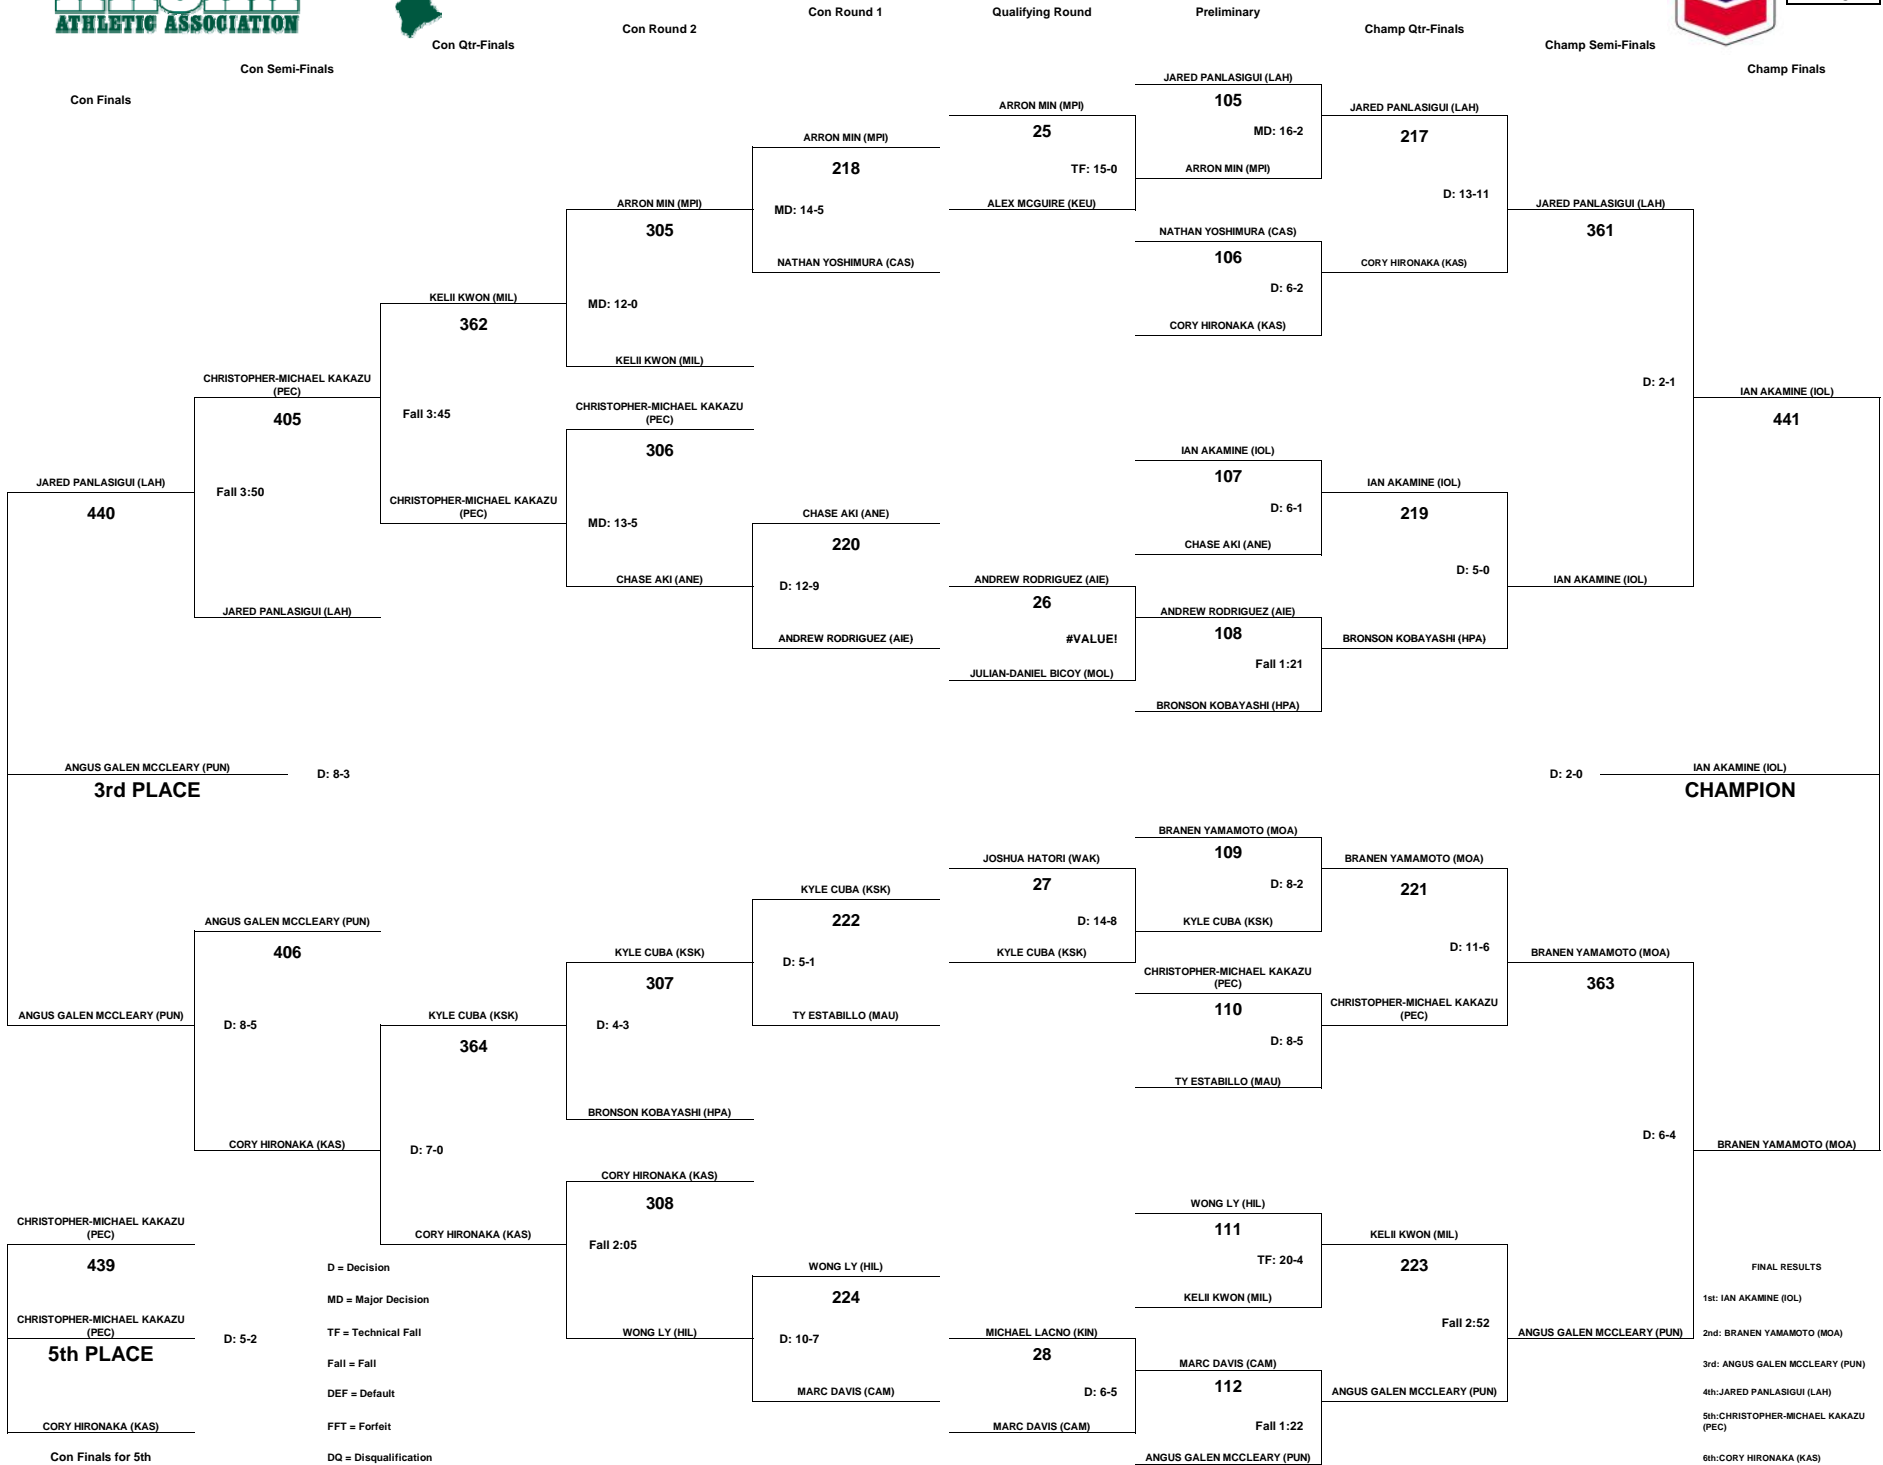 ATHLETIC ASSOCIATION
Con Finals
Con Semi-Finals
Con Qtr-Finals
Con Round 2
Con Round 1
Qualifying Round
Preliminary
Champ Qtr-Finals
Champ Semi-Finals
Champ Finals
JARED PANLASIGUI (LAH)
440
ANGUS GALEN MCCLEARY (PUN)
D: 8-3
3rd PLACE
ANGUS GALEN MCCLEARY (PUN)
CHRISTOPHER-MICHAEL KAKAZU
(PEC)
439
CHRISTOPHER-MICHAEL KAKAZU
(PEC)
D: 5-2
5th PLACE
CORY HIRONAKA (KAS)
Con Finals for 5th
CHRISTOPHER-MICHAEL KAKAZU
(PEC)
405
Fall 3:50
JARED PANLASIGUI (LAH)
ANGUS GALEN MCCLEARY (PUN)
406
D: 8-5
CORY HIRONAKA (KAS)
KELII KWON (MIL)
362
Fall 3:45
CHRISTOPHER-MICHAEL KAKAZU
(PEC)
KYLE CUBA (KSK)
364
D: 7-0
CORY HIRONAKA (KAS)
D = Decision
MD = Major Decision
TF = Technical Fall
Fall = Fall
DEF = Default
FFT = Forfeit
DQ = Disqualification
ARRON MIN (MPI)
305
MD: 12-0
KELII KWON (MIL)
CHRISTOPHER-MICHAEL KAKAZU
(PEC)
306
MD: 13-5
CHASE AKI (ANE)
KYLE CUBA (KSK)
307
D: 4-3
BRONSON KOBAYASHI (HPA)
CORY HIRONAKA (KAS)
308
Fall 2:05
WONG LY (HIL)
ARRON MIN (MPI)
218
MD: 14-5
NATHAN YOSHIMURA (CAS)
CHASE AKI (ANE)
220
D: 12-9
ANDREW RODRIGUEZ (AIE)
KYLE CUBA (KSK)
222
D: 5-1
TY ESTABILLO (MAU)
WONG LY (HIL)
224
D: 10-7
MARC DAVIS (CAM)
ARRON MIN (MPI)
25
TF: 15-0
ALEX MCGUIRE (KEU)
ANDREW RODRIGUEZ (AIE)
26
#VALUE!
JULIAN-DANIEL BICOY (MOL)
JOSHUA HATORI (WAK)
27
D: 14-8
KYLE CUBA (KSK)
MICHAEL LACNO (KIN)
28
D: 6-5
MARC DAVIS (CAM)
JARED PANLASIGUI (LAH)
105
MD: 16-2
ARRON MIN (MPI)
NATHAN YOSHIMURA (CAS)
106
D: 6-2
CORY HIRONAKA (KAS)
IAN AKAMINE (IOL)
107
D: 6-1
CHASE AKI (ANE)
ANDREW RODRIGUEZ (AIE)
108
Fall 1:21
BRONSON KOBAYASHI (HPA)
BRANEN YAMAMOTO (MOA)
109
D: 8-2
KYLE CUBA (KSK)
CHRISTOPHER-MICHAEL KAKAZU
(PEC)
110
D: 8-5
TY ESTABILLO (MAU)
WONG LY (HIL)
111
TF: 20-4
KELII KWON (MIL)
MARC DAVIS (CAM)
112
Fall 1:22
ANGUS GALEN MCCLEARY (PUN)
JARED PANLASIGUI (LAH)
217
D: 13-11
CORY HIRONAKA (KAS)
IAN AKAMINE (IOL)
219
D: 5-0
BRONSON KOBAYASHI (HPA)
BRANEN YAMAMOTO (MOA)
221
D: 11-6
CHRISTOPHER-MICHAEL KAKAZU
(PEC)
KELII KWON (MIL)
223
Fall 2:52
ANGUS GALEN MCCLEARY (PUN)
JARED PANLASIGUI (LAH)
361
D: 2-1
IAN AKAMINE (IOL)
BRANEN YAMAMOTO (MOA)
363
D: 6-4
ANGUS GALEN MCCLEARY (PUN)
IAN AKAMINE (IOL)
441
D: 2-0
IAN AKAMINE (IOL)
CHAMPION
BRANEN YAMAMOTO (MOA)
FINAL RESULTS
1st: IAN AKAMINE (IOL)
2nd: BRANEN YAMAMOTO (MOA)
3rd: ANGUS GALEN MCCLEARY (PUN)
4th:JARED PANLASIGUI (LAH)
5th:CHRISTOPHER-MICHAEL KAKAZU
(PEC)
6th:CORY HIRONAKA (KAS)